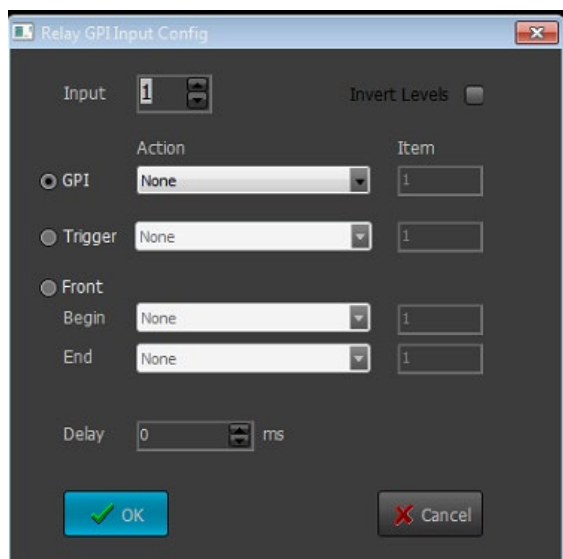 Relay GPI Input Config
Input 1 Invert Levels
Action Item
GPI None 1
Trigger None 1
Front
Begin None 1
End None 1
Delay 0 ms
OK Cancel